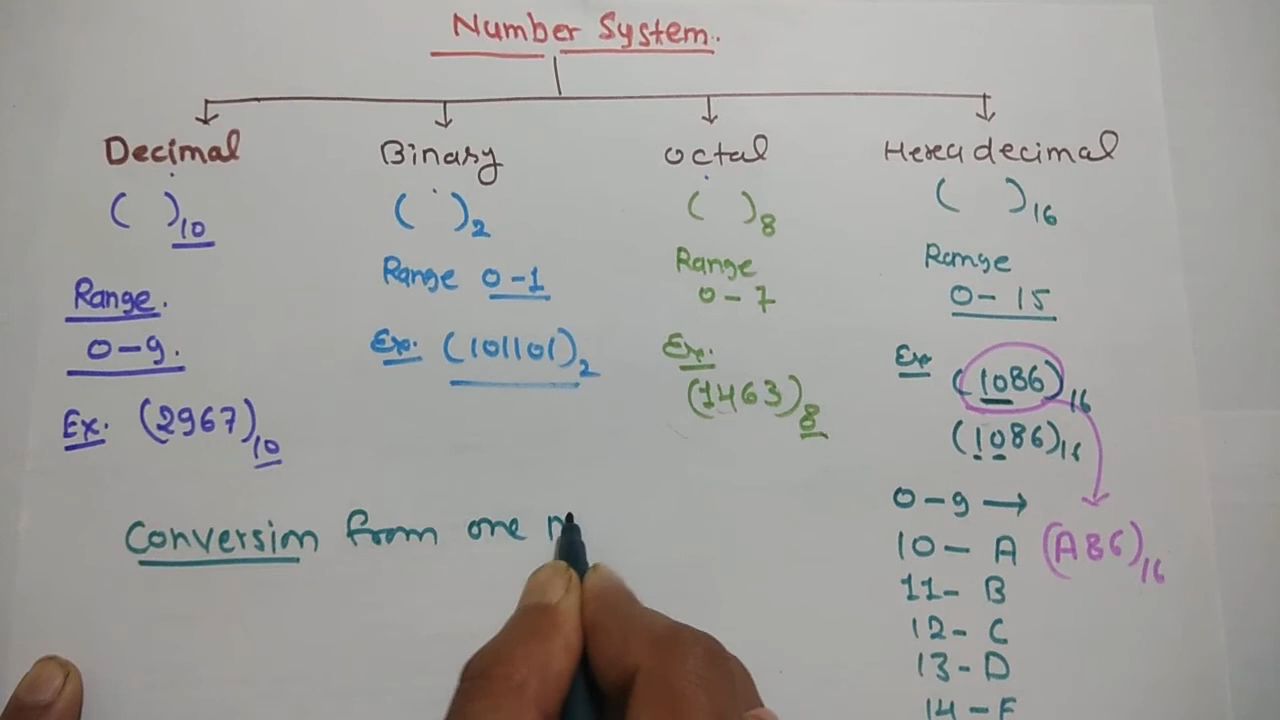 Number System.
Decimal
( )10
Range.
0-9.
Ex. (2967)10
Binary
( )2
Range 0-1
Ex. (101101)2
Octal
( )8
Range
0-7
Ex.
(1463)8
Hexadecimal
( )16
Range
0-15
Ex (1086)16
(1086)16
0-9 →
10- A (A86)16
11- B
12- C
13- D
14-
Conversion from one